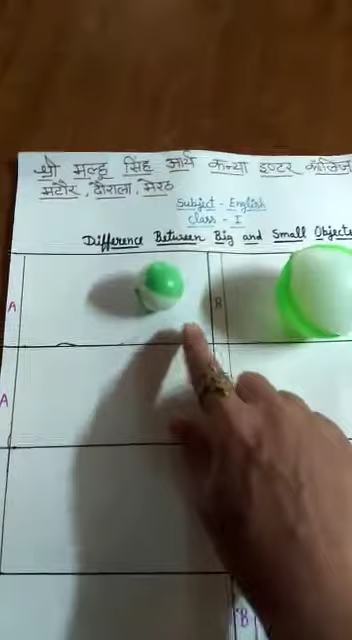 श्री मल्हू सिंह आर्य कन्या इण्टर कॉलिज
मटौर, दौराला, मेरठ
Subject - English
Class - I
Difference Between Big and Small Objects
A B
A
B